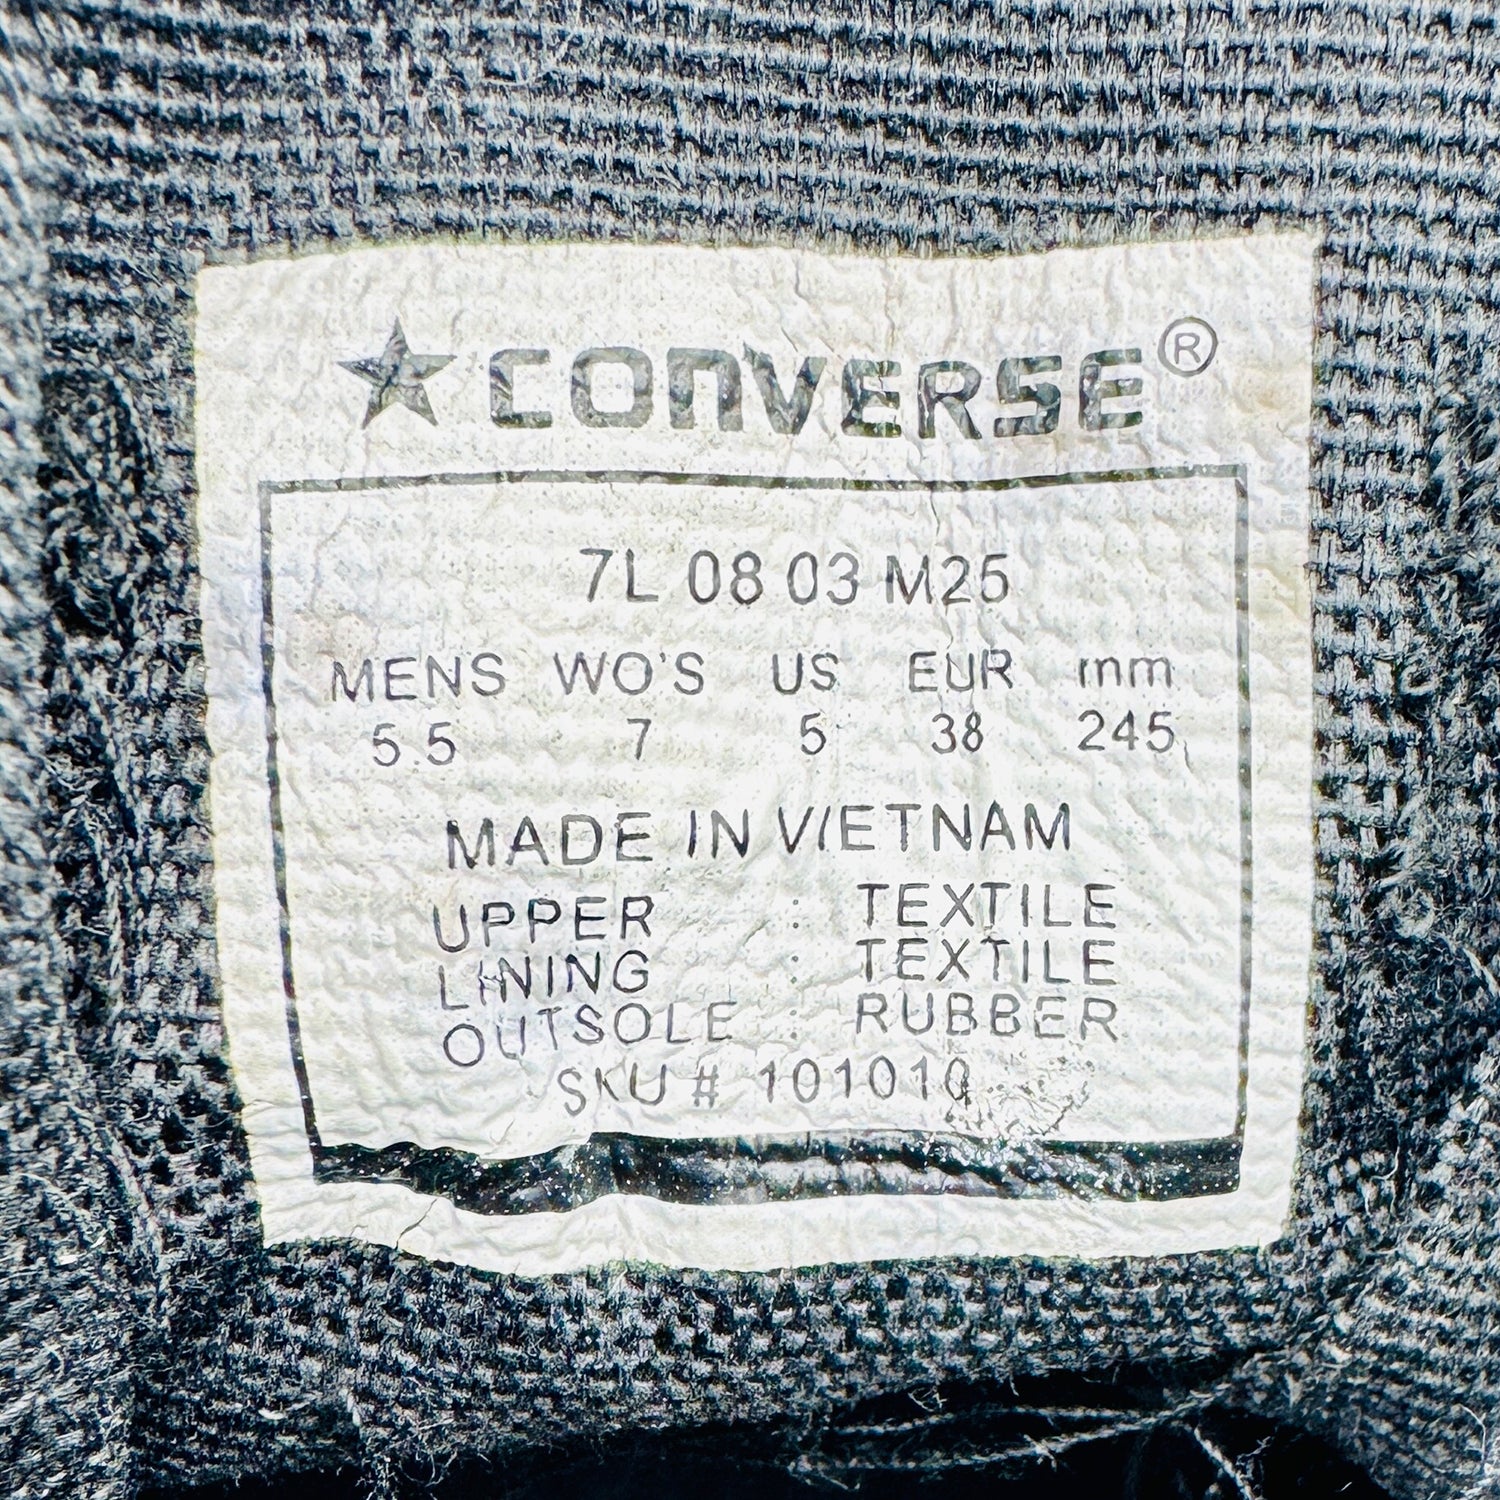 CONVERSE®
7L 08 03 M25
MENS WO'S US EUR mm
5.5 7 5 38 245
MADE IN VIETNAM
UPPER : TEXTILE
LINING : TEXTILE
OUTSOLE : RUBBER
SKU # 101010